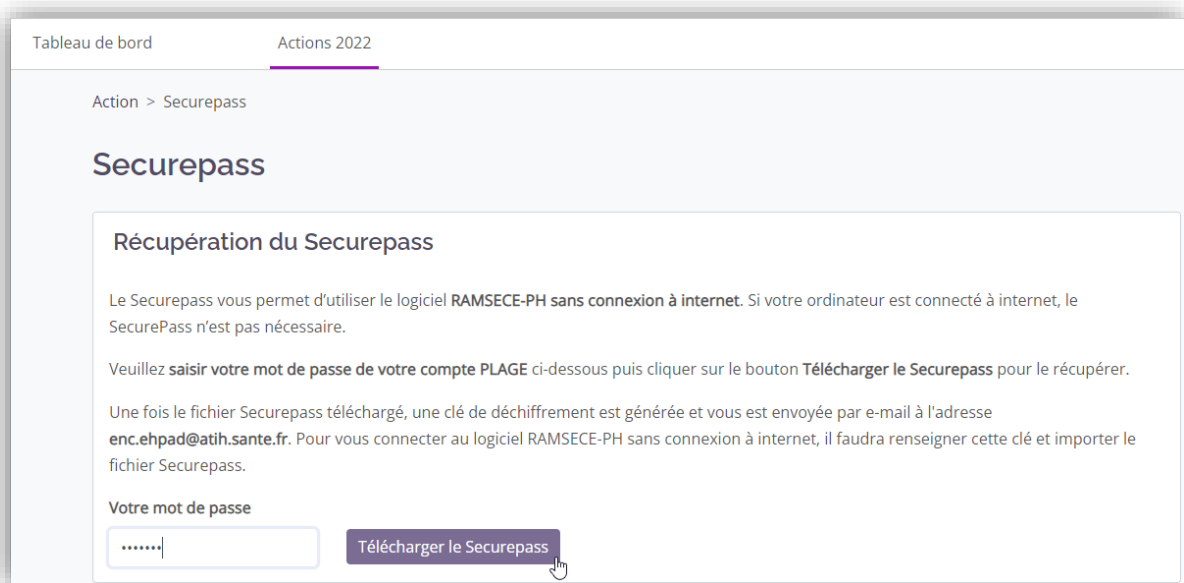 Tableau de bord
Actions 2022
Action > Securepass
Securepass
Récupération du Securepass
Le Securepass vous permet d’utiliser le logiciel RAMSECE-PH sans connexion à internet. Si votre ordinateur est connecté à internet, le
SecurePass n’est pas nécessaire.
Veuillez saisir votre mot de passe de votre compte PLAGE ci-dessous puis cliquer sur le bouton Télécharger le Securepass pour le récupérer.
Une fois le fichier Securepass téléchargé, une clé de déchiffrement est générée et vous est envoyée par e-mail à l'adresse
enc.ehpad@atih.sante.fr. Pour vous connecter au logiciel RAMSECE-PH sans connexion à internet, il faudra renseigner cette clé et importer le
fichier Securepass.
Votre mot de passe
•••••••
Télécharger le Securepass